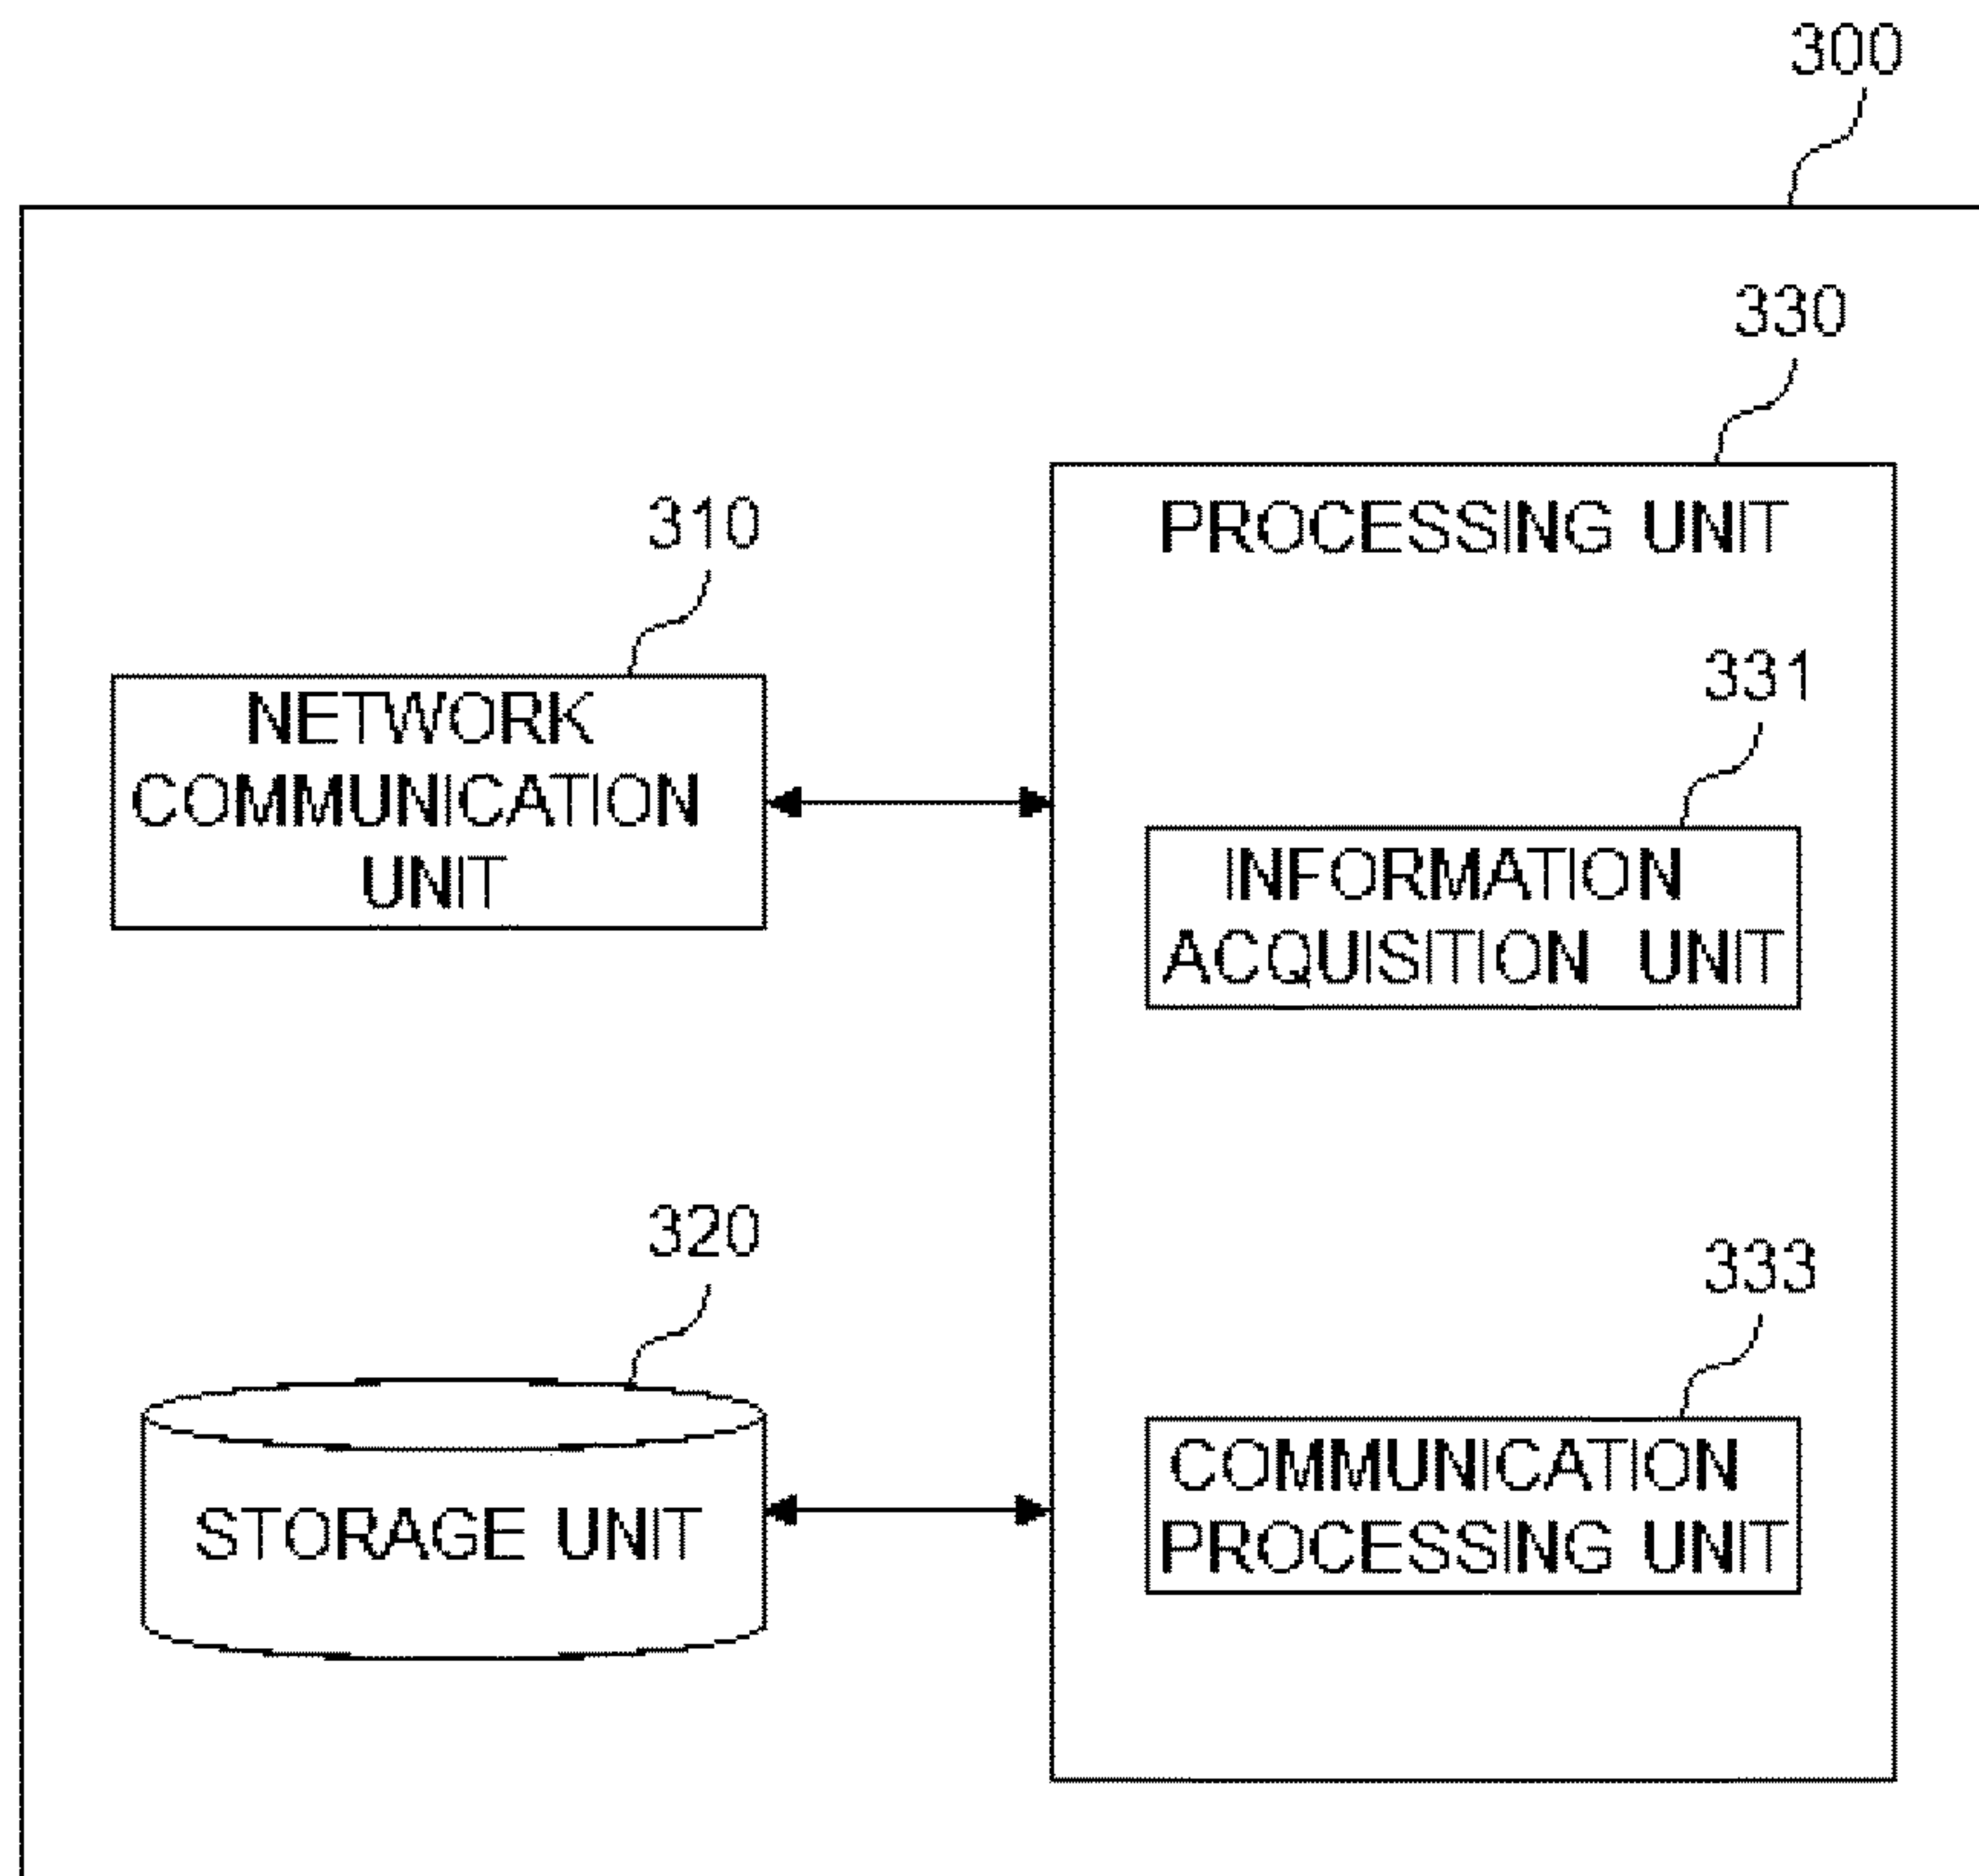 300
330
PROCESSING UNIT
310
NETWORK
COMMUNICATION
UNIT
331
INFORMATION
ACQUISITION UNIT
320
STORAGE UNIT
333
COMMUNICATION
PROCESSING UNIT